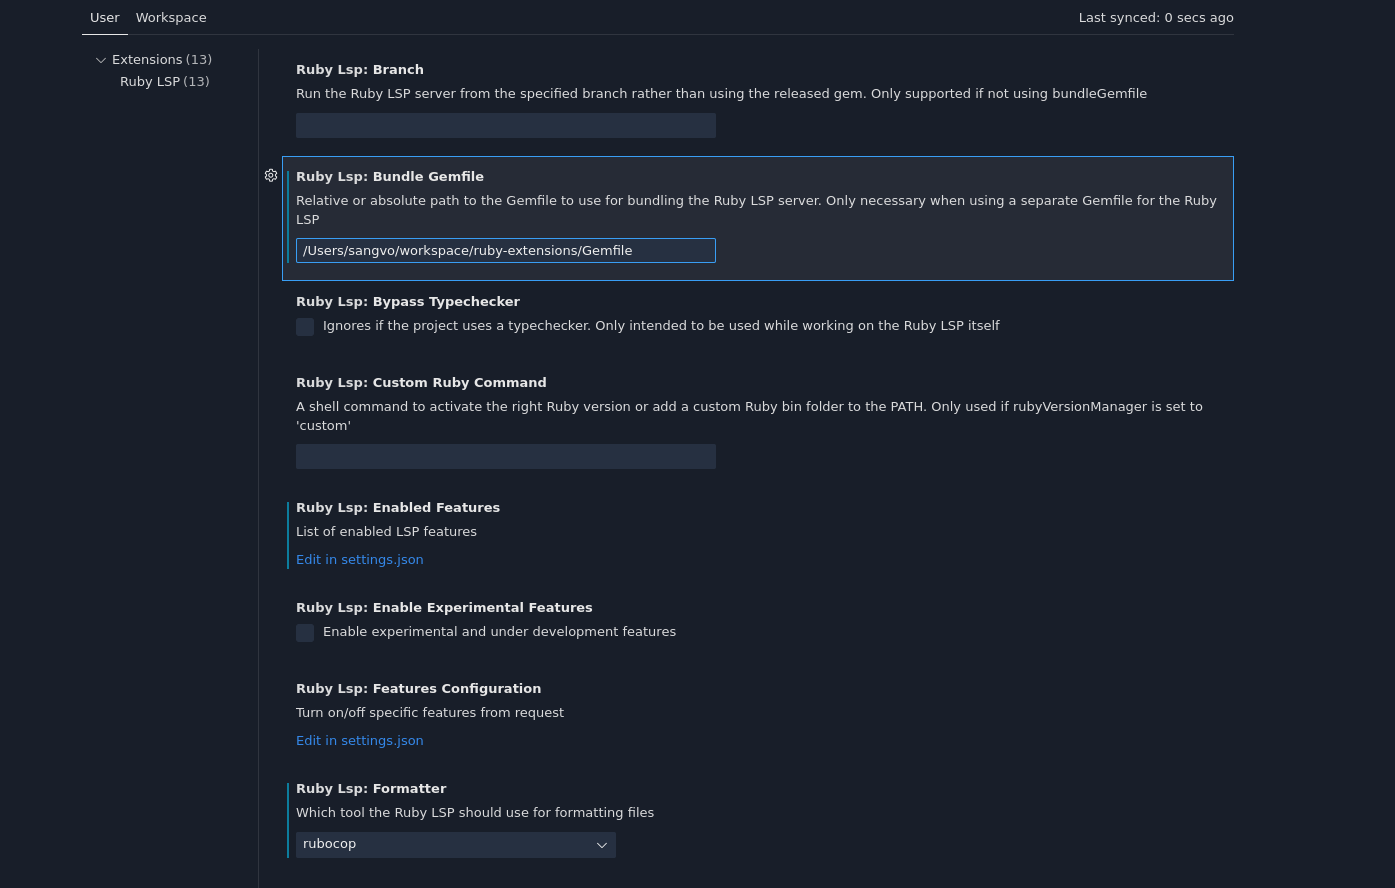 User Workspace Last synced: 0 secs ago
Extensions (13)
Ruby LSP (13)
Ruby Lsp: Branch
Run the Ruby LSP server from the specified branch rather than using the released gem. Only supported if not using bundleGemfile
Ruby Lsp: Bundle Gemfile
Relative or absolute path to the Gemfile to use for bundling the Ruby LSP server. Only necessary when using a separate Gemfile for the Ruby
LSP
/Users/sangvo/workspace/ruby-extensions/Gemfile
Ruby Lsp: Bypass Typechecker
Ignores if the project uses a typechecker. Only intended to be used while working on the Ruby LSP itself
Ruby Lsp: Custom Ruby Command
A shell command to activate the right Ruby version or add a custom Ruby bin folder to the PATH. Only used if rubyVersionManager is set to
'custom'
Ruby Lsp: Enabled Features
List of enabled LSP features
Edit in settings.json
Ruby Lsp: Enable Experimental Features
Enable experimental and under development features
Ruby Lsp: Features Configuration
Turn on/off specific features from request
Edit in settings.json
Ruby Lsp: Formatter
Which tool the Ruby LSP should use for formatting files
rubocop